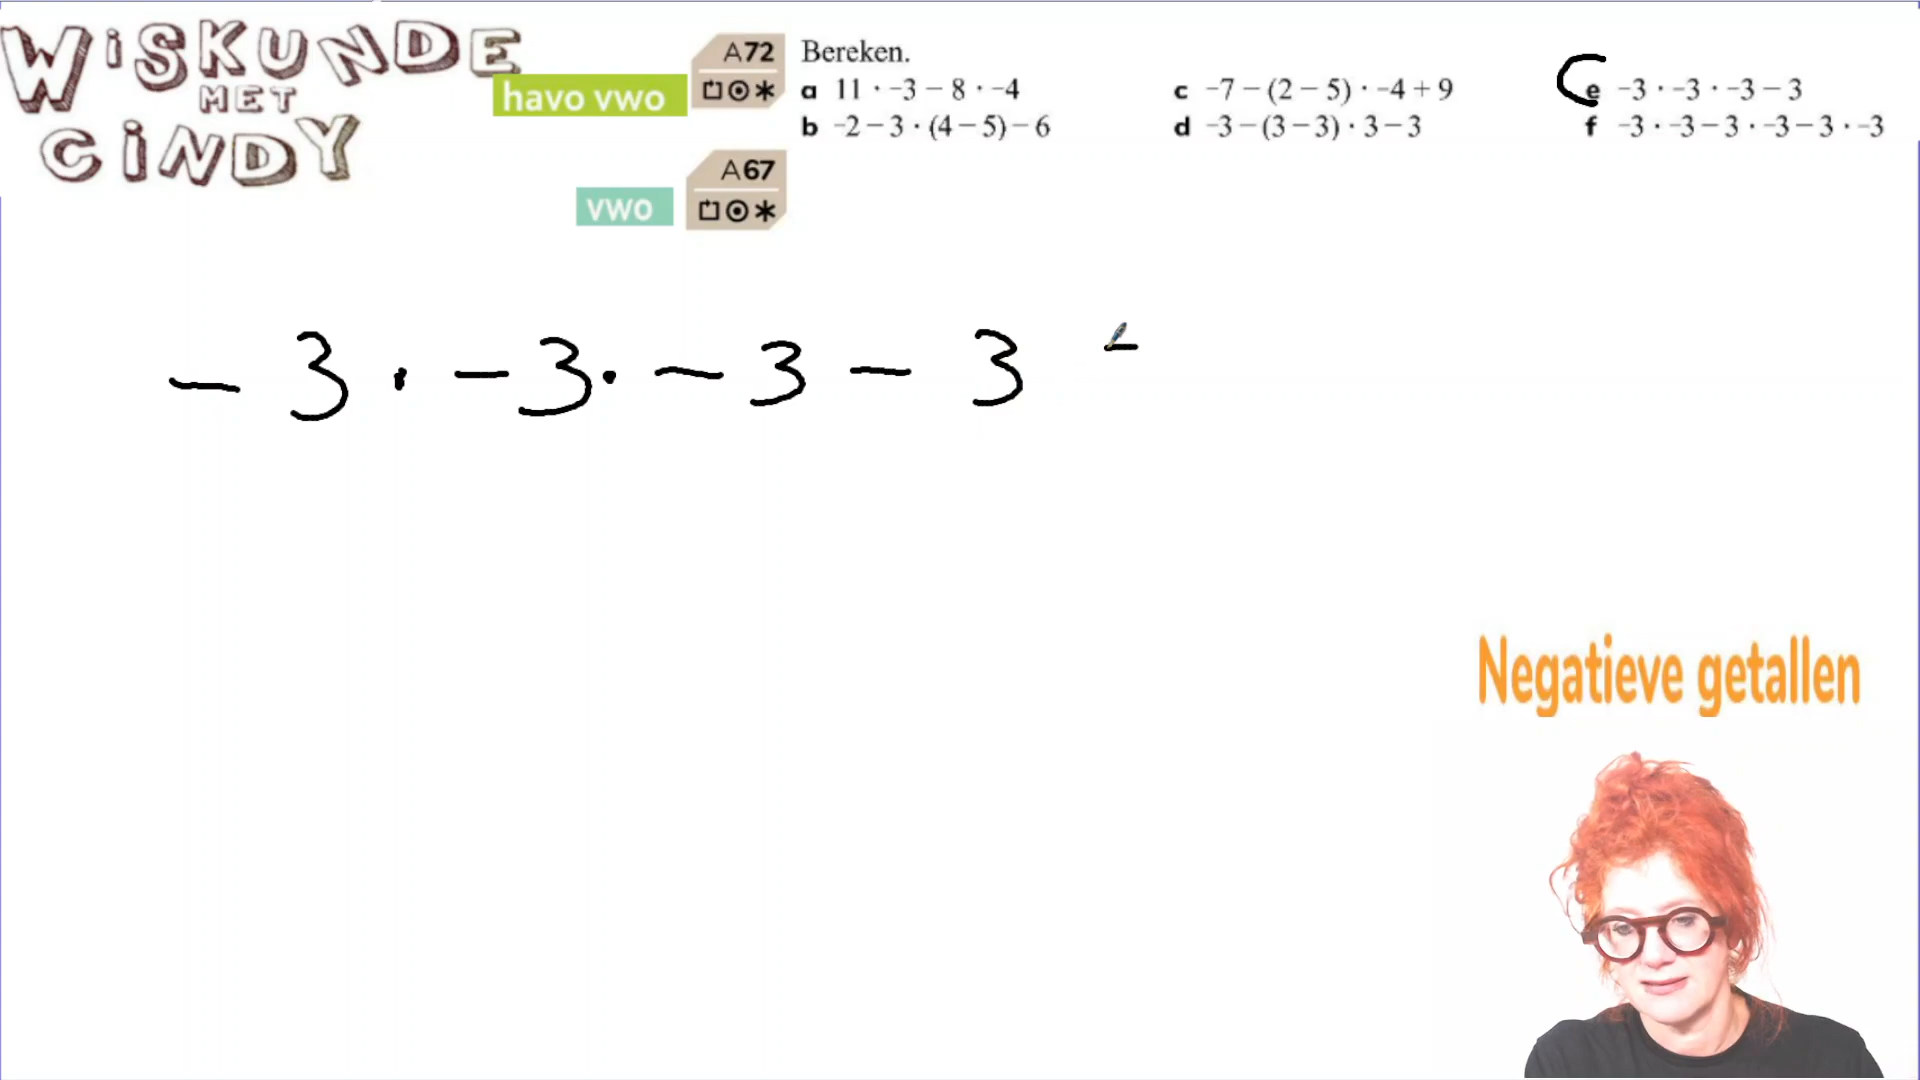 WiSKUNDE
MET
CiNDY
havo vwo
A72
vwo
A67
Bereken.
a 11 · -3 – 8 · -4
b -2 – 3 · (4 – 5) – 6
c -7 – (2 – 5) · -4 + 9
d -3 – (3 – 3) · 3 – 3
e -3 · -3 · -3 – 3
f -3 · -3 – 3 · -3 – 3 · -3
– 3 · – 3 · – 3 – 3
Negatieve getallen